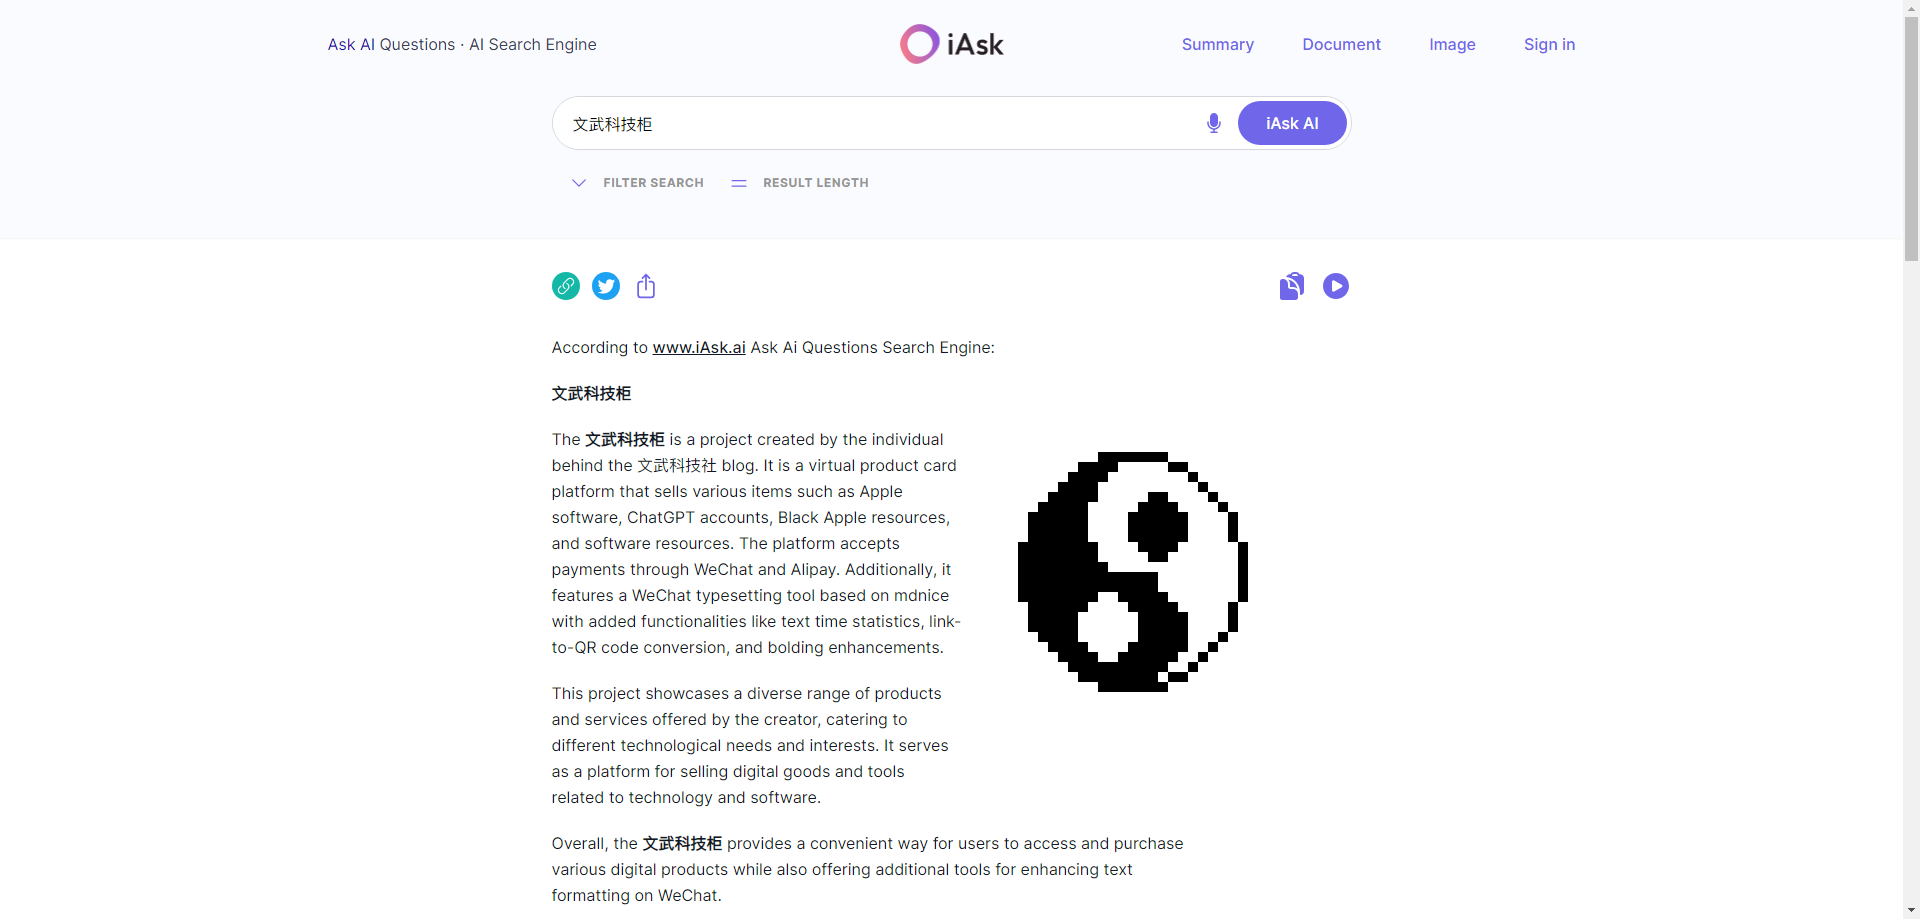 Ask AI Questions · AI Search Engine
iAsk
Summary
Document
Image
Sign in
文武科技柜
iAsk AI
FILTER SEARCH
RESULT LENGTH
According to www.iAsk.ai Ask Ai Questions Search Engine:
文武科技柜
The 文武科技柜 is a project created by the individual
behind the 文武科技社 blog. It is a virtual product card
platform that sells various items such as Apple
software, ChatGPT accounts, Black Apple resources,
and software resources. The platform accepts
payments through WeChat and Alipay. Additionally, it
features a WeChat typesetting tool based on mdnice
with added functionalities like text time statistics, link-
to-QR code conversion, and bolding enhancements.
This project showcases a diverse range of products
and services offered by the creator, catering to
different technological needs and interests. It serves
as a platform for selling digital goods and tools
related to technology and software.
Overall, the 文武科技柜 provides a convenient way for users to access and purchase
various digital products while also offering additional tools for enhancing text
formatting on WeChat.